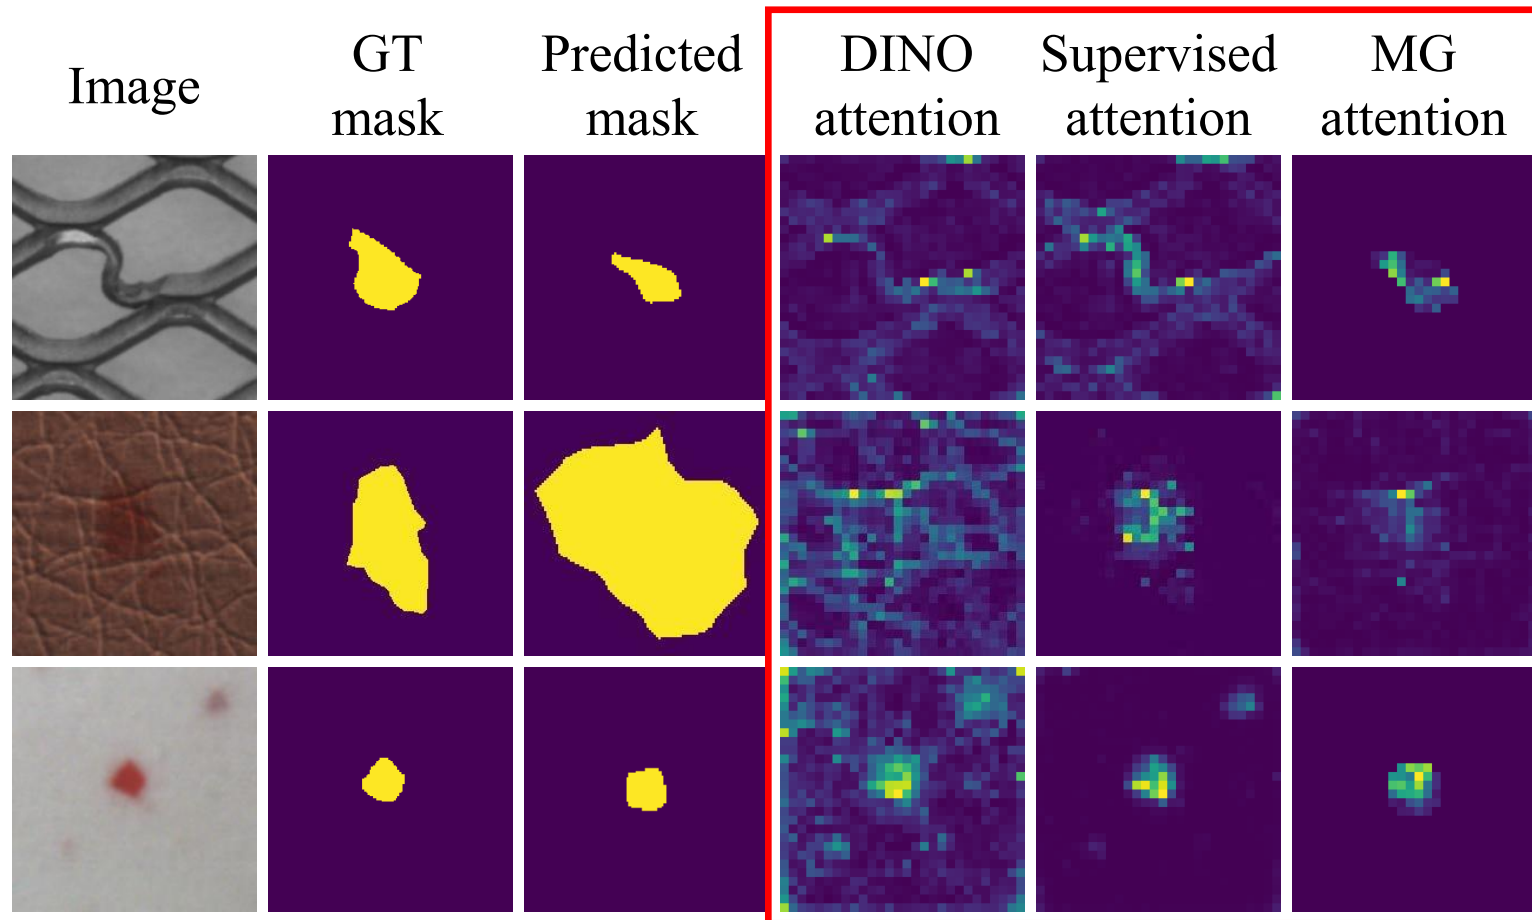 Image
GT
mask
Predicted
mask
DINO
attention
Supervised
attention
MG
attention